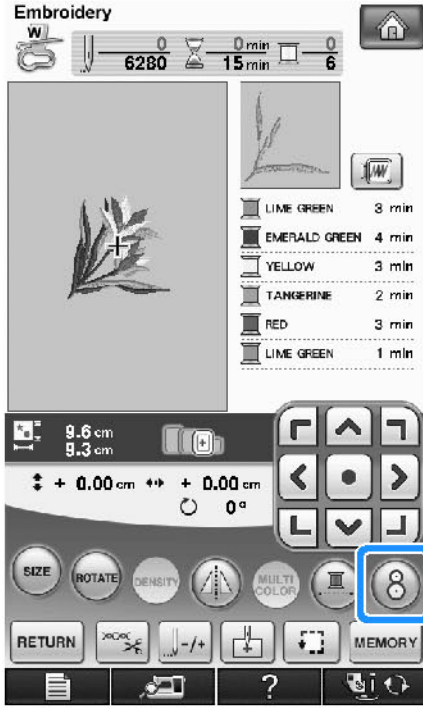 Embroidery
W
0 0 min 0
6280 15 min 6
LIME GREEN 3 min
EMERALD GREEN 4 min
YELLOW 3 min
TANGERINE 2 min
RED 3 min
LIME GREEN 1 min
9.6 cm
9.3 cm
+ 0.00 cm + 0.00 cm
0°
SIZE ROTATE DENSITY MULTI COLOR 8
RETURN -/+ MEMORY
?